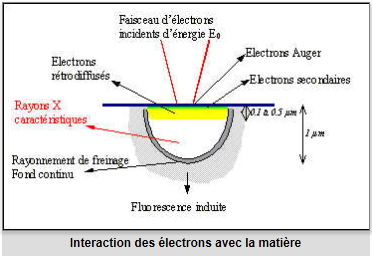 Faisceau d'électrons
incidents d'énergie E0
Electrons Auger
Electrons
rétrodiffusés
Electrons secondaires
Rayons X
caractéristiques
0.1 à 0.5 µm
1 µm
Rayonnement de freinage
Fond continu
Fluorescence induite
Interaction des électrons avec la matière